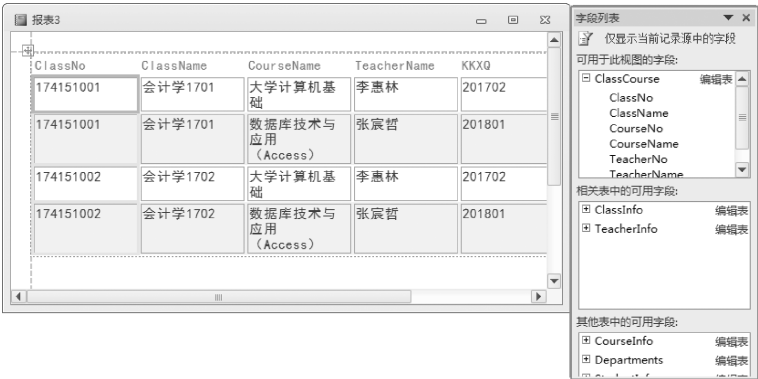 报表3
ClassNo ClassName CourseName TeacherName KKXQ
174151001 会计学1701 大学计算机基 李惠林 201702
础
174151001 会计学1701 数据库技术与 张宸哲 201801
应用
（Access）
174151002 会计学1702 大学计算机基 李惠林 201702
础
174151002 会计学1702 数据库技术与 张宸哲 201801
应用
（Access）
字段列表
仅显示当前记录源中的字段
可用于此视图的字段:
ClassCourse 编辑表
ClassNo
ClassName
CourseNo
CourseName
TeacherNo
TeacherName
相关表中的可用字段:
ClassInfo 编辑表
TeacherInfo 编辑表
其他表中的可用字段:
CourseInfo 编辑表
Departments 编辑表